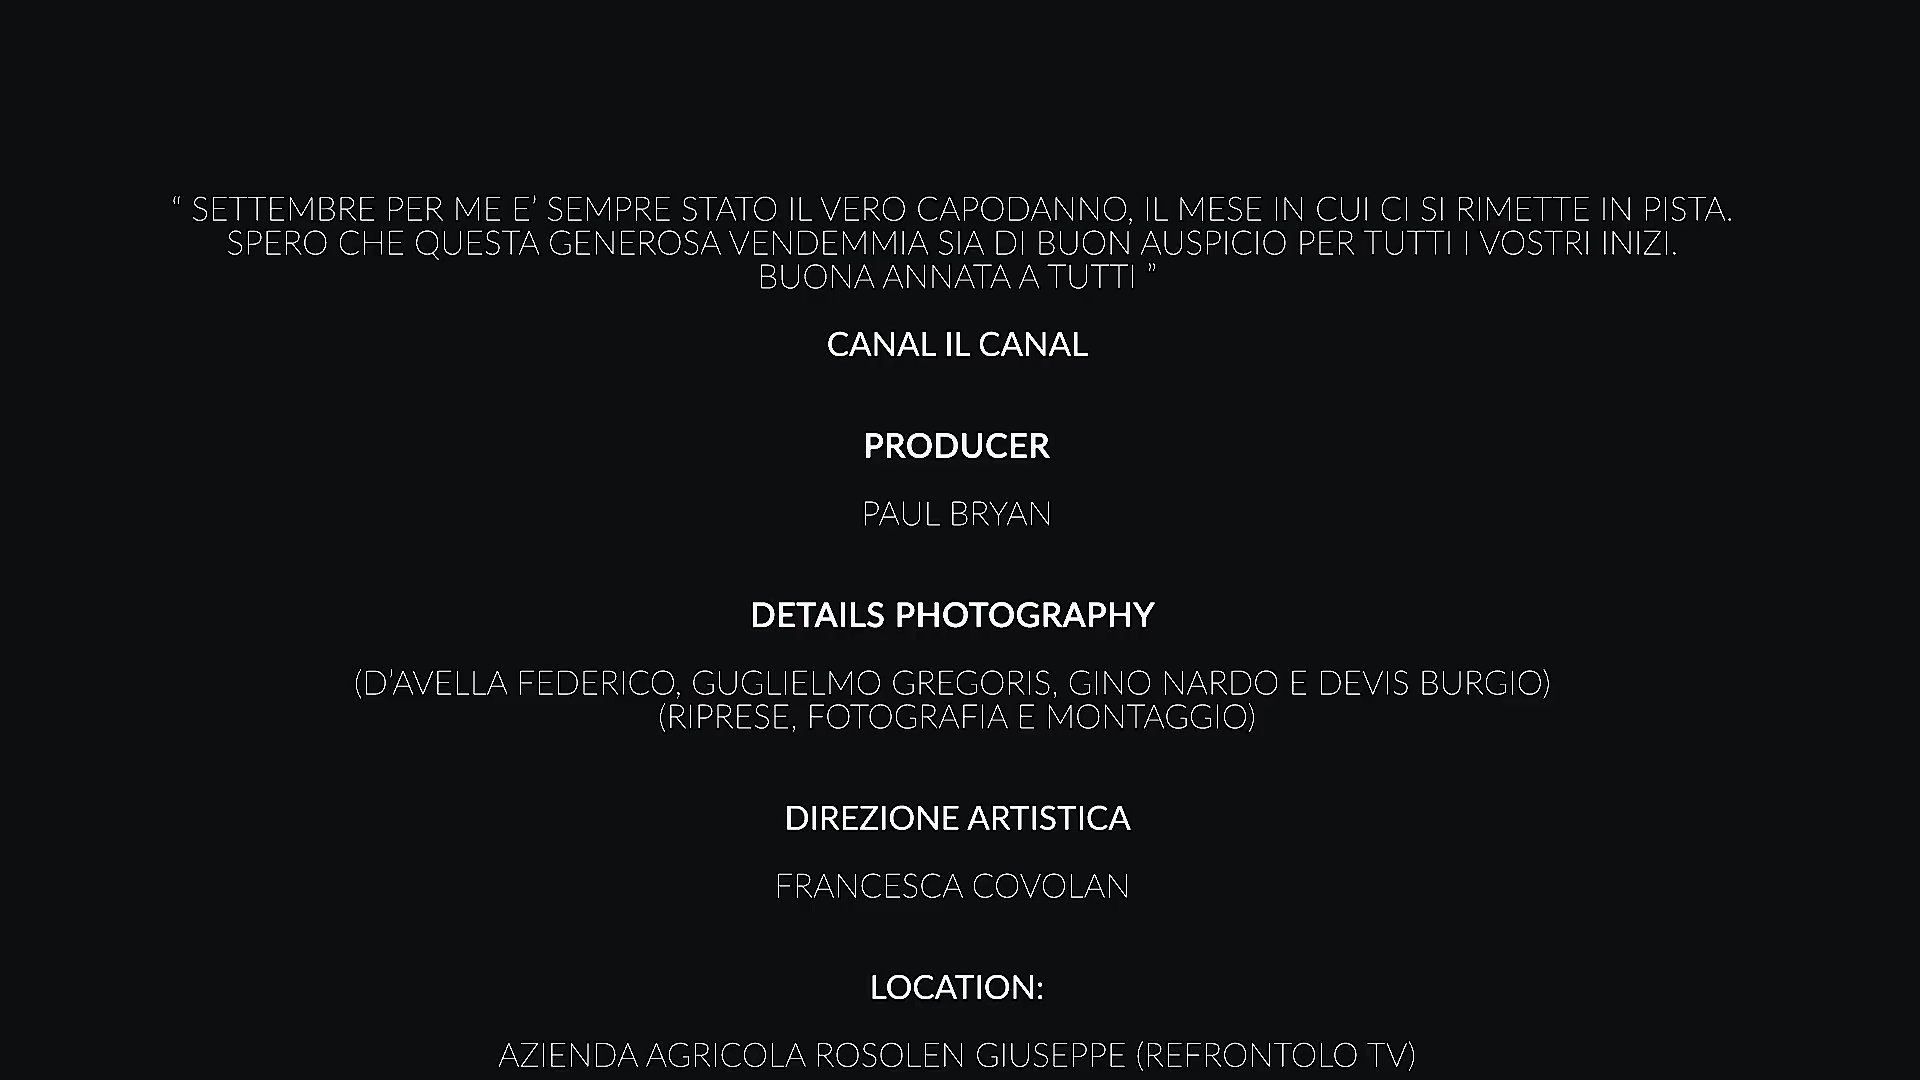 “ SETTEMBRE PER ME E’ SEMPRE STATO IL VERO CAPODANNO, IL MESE IN CUI CI SI RIMETTE IN PISTA.
SPERO CHE QUESTA GENEROSA VENDEMMIA SIA DI BUON AUSPICIO PER TUTTI I VOSTRI INIZI.
BUONA ANNATA A TUTTI ”
CANAL IL CANAL
PRODUCER
PAUL BRYAN
DETAILS PHOTOGRAPHY
(D’AVELLA FEDERICO, GUGLIELMO GREGORIS, GINO NARDO E DEVIS BURGIO)
(RIPRESE, FOTOGRAFIA E MONTAGGIO)
DIREZIONE ARTISTICA
FRANCESCA COVOLAN
LOCATION:
AZIENDA AGRICOLA ROSOLEN GIUSEPPE (REFRONTOLO TV)